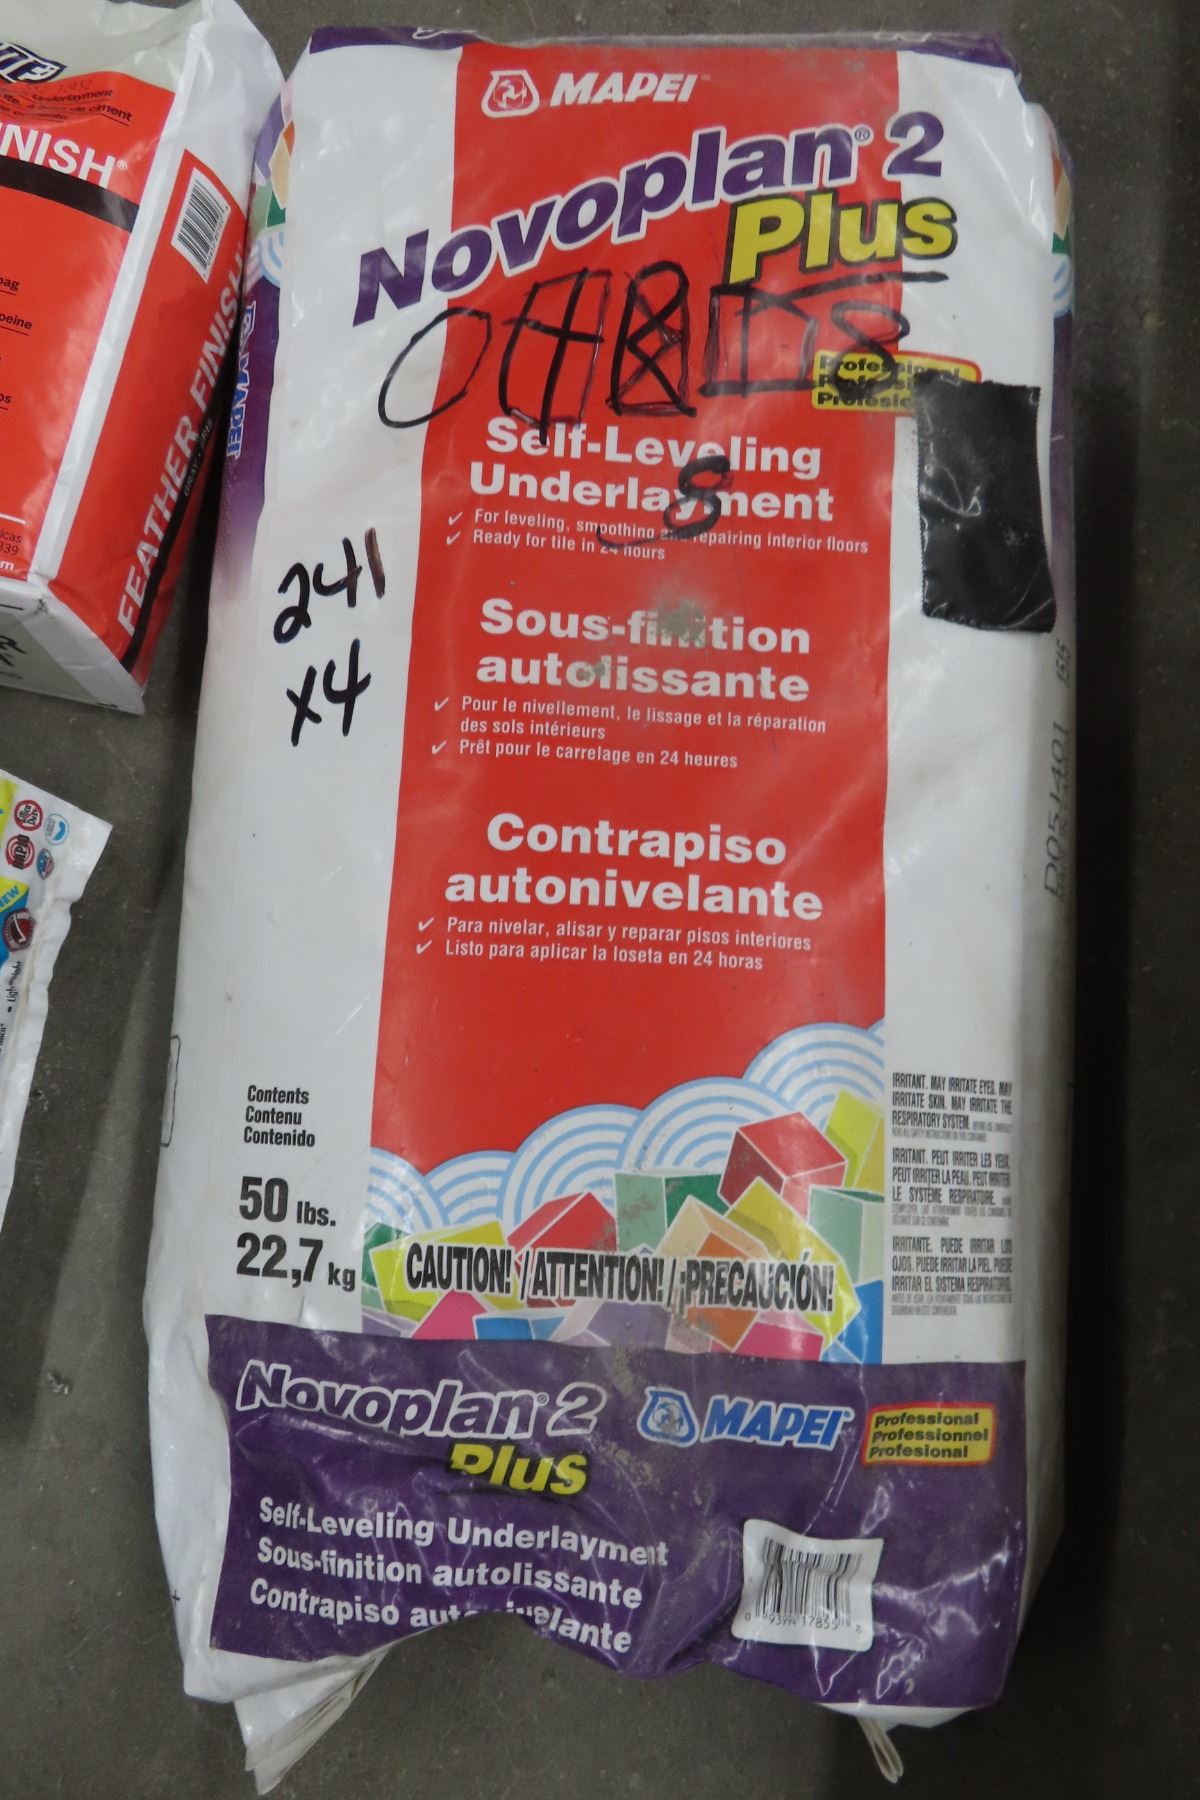 MAPEI
Novoplan® 2
Plus
Self-Leveling
Underlayment
8
✓ For leveling, smoothing and repairing interior floors
✓ Ready for tile in 24 hours
241
x4
Sous-finition
autolissante
✓ Pour le nivellement, le lissage et la réparation
des sols intérieurs
✓ Prêt pour le carrelage en 24 heures
Contrapiso
autonivelante
✓ Para nivelar, alisar y reparar pisos interiores
✓ Listo para aplicar la loseta en 24 horas
Contents
Contenu
Contenido
50 lbs.
22,7 kg
CAUTION! / ATTENTION! / ¡PRECAUCIÓN!
IRRITANT. MAY IRRITATE EYES. MAY
IRRITATE SKIN. MAY IRRITATE THE
RESPIRATORY SYSTEM.
IRRITANT. PEUT IRRITER LES YEUX.
PEUT IRRITER LA PEAU. PEUT IRRITER
LE SYSTEME RESPIRATOIRE.
IRRITANTE. PUEDE IRRITAR LOS
OJOS. PUEDE IRRITAR LA PIEL. PUEDE
IRRITAR EL SISTEMA RESPIRATORIO.
Novoplan® 2
Plus
MAPEI
Professional
Professionnel
Profesional
Self-Leveling Underlayment
Sous-finition autolissante
Contrapiso autonivelante
MAPEI
FEATHER FINISH
1515